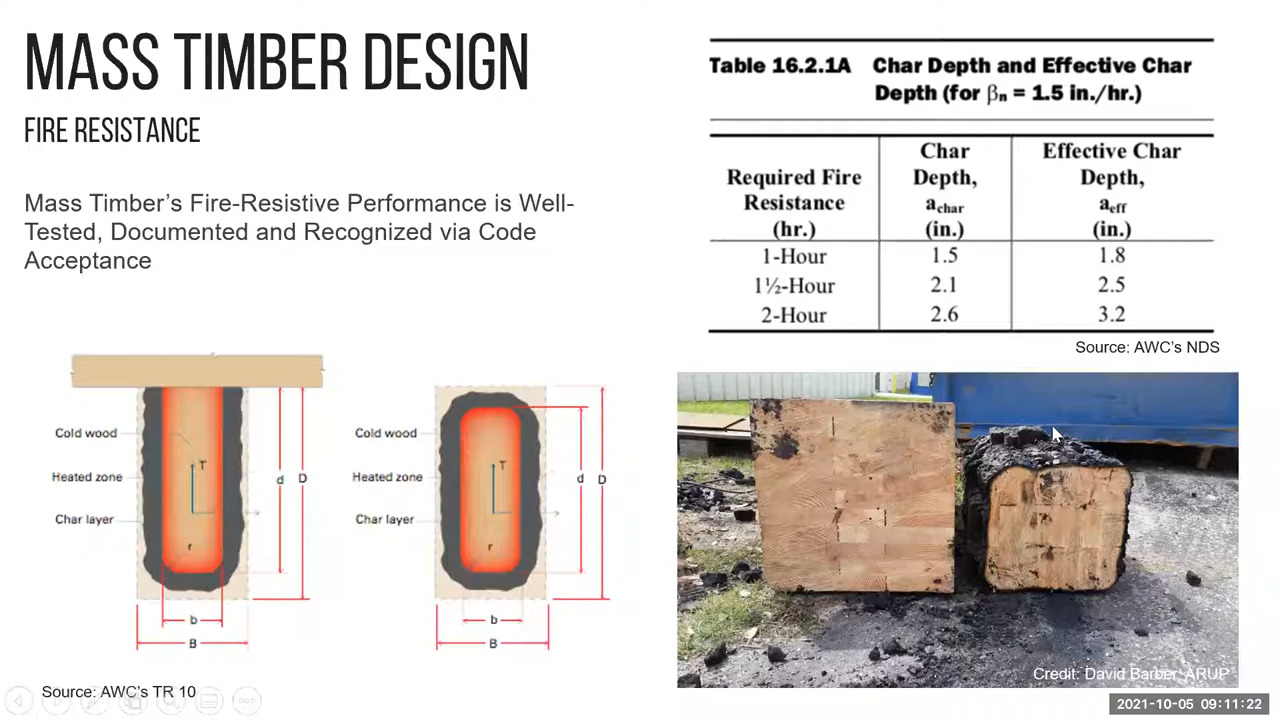 MASS TIMBER DESIGN
FIRE RESISTANCE
Mass Timber's Fire-Resistive Performance is Well-
Tested, Documented and Recognized via Code
Acceptance
Table 16.2.1A Char Depth and Effective Char
Depth (for βn = 1.5 in./hr.)
Required Fire Resistance (hr.) Char Depth, achar (in.) Effective Char Depth, aeff (in.)
1-Hour 1.5 1.8
1½-Hour 2.1 2.5
2-Hour 2.6 3.2
Source: AWC's NDS
Cold wood
Heated zone
Char layer
T
r
d
D
b
B
Cold wood
Heated zone
Char layer
T
r
d
D
b
B
Source: AWC's TR 10
Credit: David Barber, ARUP
2021-10-05 09:11:22